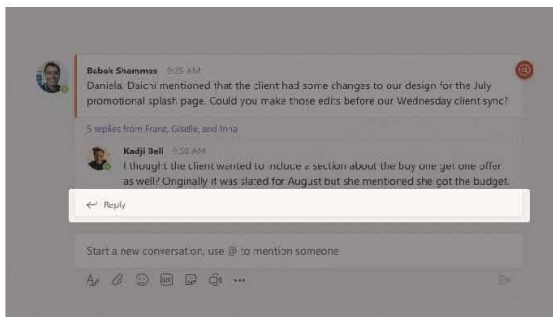 Babak Shammas 9:25 AM
Daniela, Daichi mentioned that the client had some changes to our design for the July
promotional splash page. Could you make those edits before our Wednesday client sync?
5 replies from Franz, Giselle, and Inna
Kadji Bell 9:50 AM
I thought the client wanted to include a section about the buy one get one offer
as well? Originally it was slated for August but she mentioned she got the budget.
Reply
Start a new conversation, use @ to mention someone
GIF